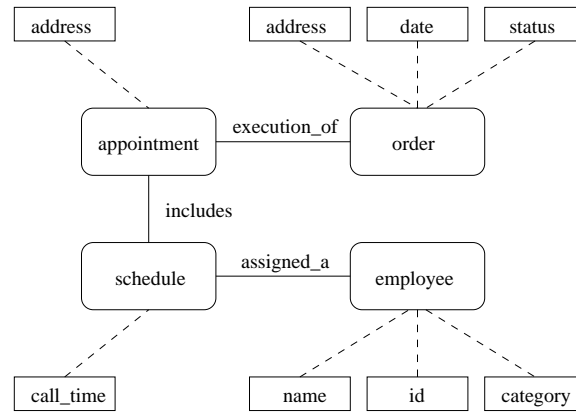 address
address
date
status
execution_of
appointment
order
includes
assigned_a
schedule
employee
call_time
name
id
category